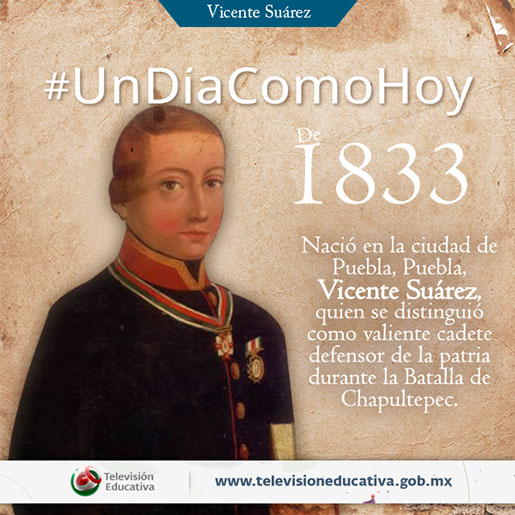 Vicente Suárez
#UnDíaComoHoy
De
1833
Nació en la ciudad de
Puebla, Puebla,
Vicente Suárez,
quien se distinguió
como valiente cadete
defensor de la patria
durante la Batalla de
Chapultepec.
Televisión
Educativa
www.televisioneducativa.gob.mx